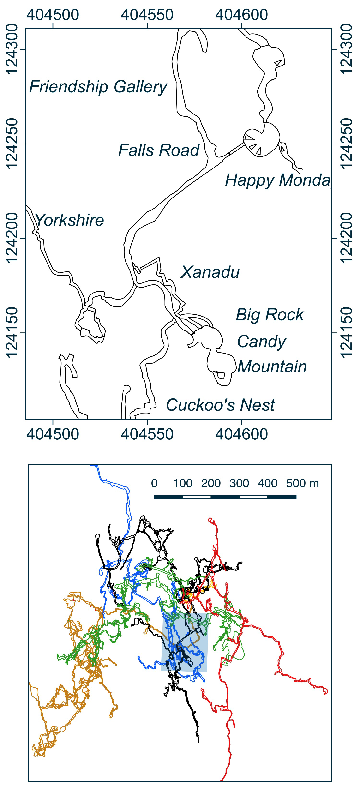 404500 404550 404600
124300 124300
Friendship Gallery
124250 124250
Falls Road
Happy Monda
124200 124200
Yorkshire
Xanadu
Big Rock
124150 124150
Candy
Mountain
Cuckoo's Nest
404500 404550 404600
0 100 200 300 400 500 m